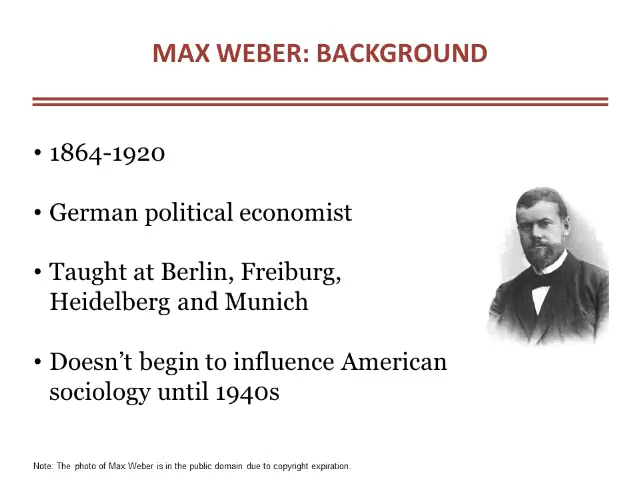 MAX WEBER: BACKGROUND
• 1864-1920
• German political economist
• Taught at Berlin, Freiburg,
Heidelberg and Munich
• Doesn’t begin to influence American
sociology until 1940s
Note: The photo of Max Weber is in the public domain due to copyright expiration.